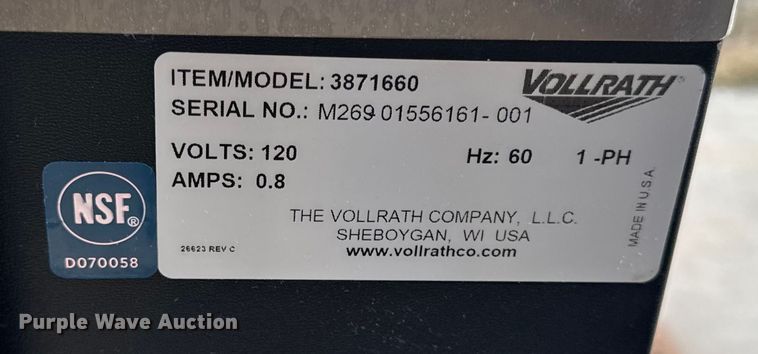 ITEM/MODEL: 3871660
VOLLRATH
SERIAL NO.: M269 01556161-001
VOLTS: 120 Hz: 60 1 -PH
AMPS: 0.8
MADE IN U.S.A.
THE VOLLRATH COMPANY, L.L.C.
SHEBOYGAN, WI USA
26623 REV C www.vollrathco.com
NSF®
D070058
Purple Wave Auction